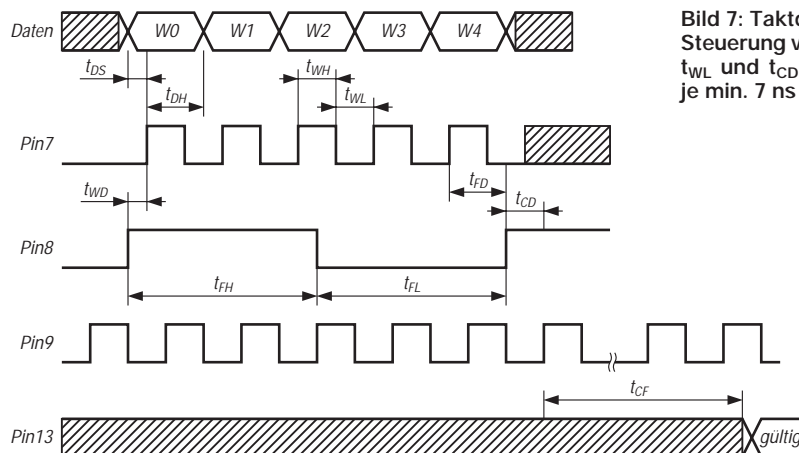 Daten W0 W1 W2 W3 W4
tDS tDH tWH tWL
Pin7
tWD tFD tCD
Pin8
tFH tFL
Pin9
tCF
Pin13 gültig
Bild 7:
Steuerung
tWL und tCD
je min. 7 ns